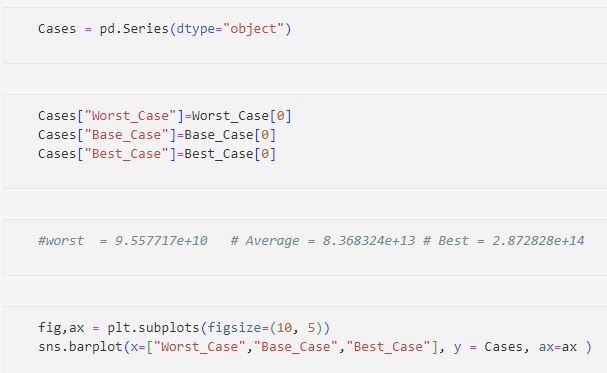 Cases = pd.Series(dtype="object")
Cases["Worst_Case"]=Worst_Case[0]
Cases["Base_Case"]=Base_Case[0]
Cases["Best_Case"]=Best_Case[0]
#worst  = 9.557717e+10   # Average = 8.368324e+13 # Best = 2.872828e+14
fig,ax = plt.subplots(figsize=(10, 5))
sns.barplot(x=["Worst_Case","Base_Case","Best_Case"], y = Cases, ax=ax )